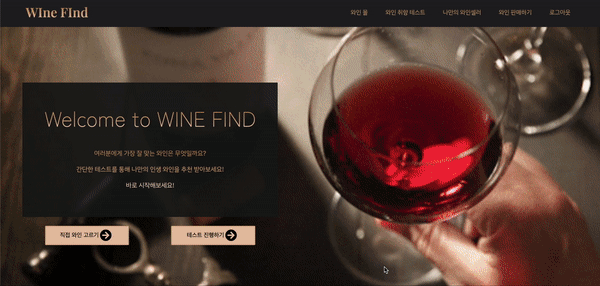 WIne FInd
와인 몰
와인 취향 테스트
나만의 와인셀러
와인 판매하기
로그아웃
Welcome to WINE FIND
여러분에게 가장 잘 맞는 와인은 무엇일까요?
간단한 테스트를 통해 나만의 인생 와인을 추천 받아보세요!
바로 시작해보세요!
직접 와인 고르기
테스트 진행하기